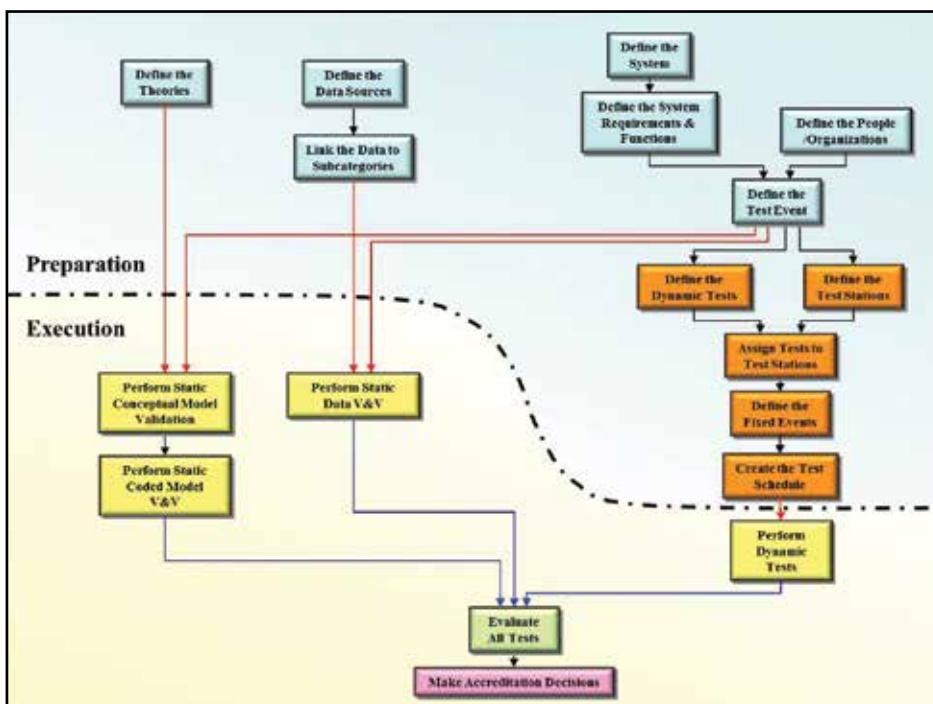 Define the
Theories
Define the
Data Sources
Define the
System
Link the Data to
Subcategories
Define the System
Requirements &
Functions
Define the People
/Organizations
Define the
Test Event
Preparation
Define the
Dynamic Tests
Define the
Test Stations
Execution
Assign Tests to
Test Stations
Perform Static
Conceptual Model
Validation
Perform Static
Data V&V
Define the
Fixed Events
Perform Static
Coded Model
V&V
Create the Test
Schedule
Perform
Dynamic
Tests
Evaluate
All Tests
Make Accreditation Decisions